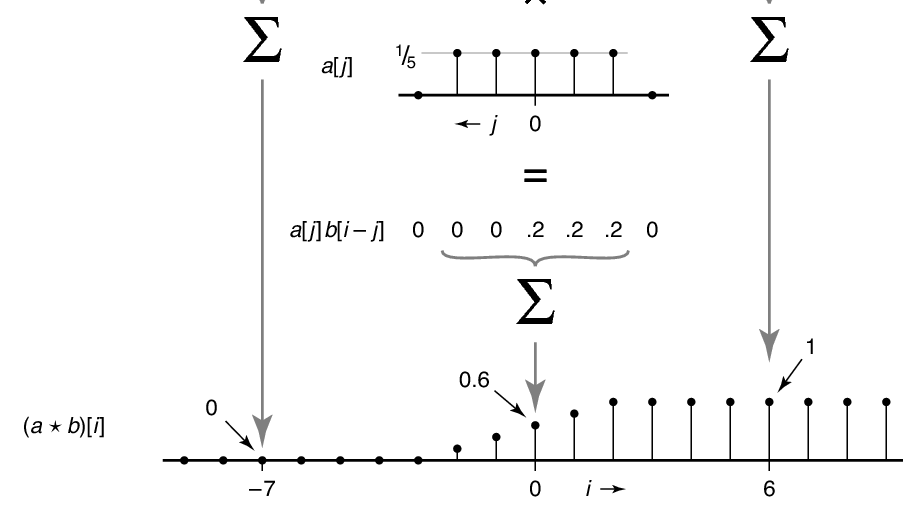 Σ
Σ
×
a[j]
1/5
← j 0
=
a[j]b[i – j] 0 0 0 .2 .2 .2 0
Σ
1
0.6
0
(a ⋆ b)[i]
–7 0 i → 6